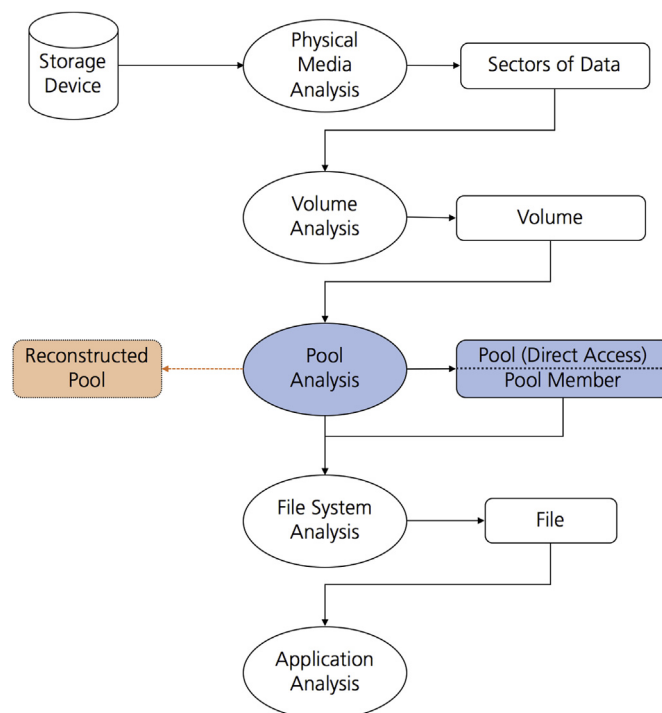 Storage
Device
Physical
Media
Analysis
Sectors of Data
Volume
Analysis
Volume
Reconstructed
Pool
Pool
Analysis
Pool (Direct Access)
Pool Member
File System
Analysis
File
Application
Analysis